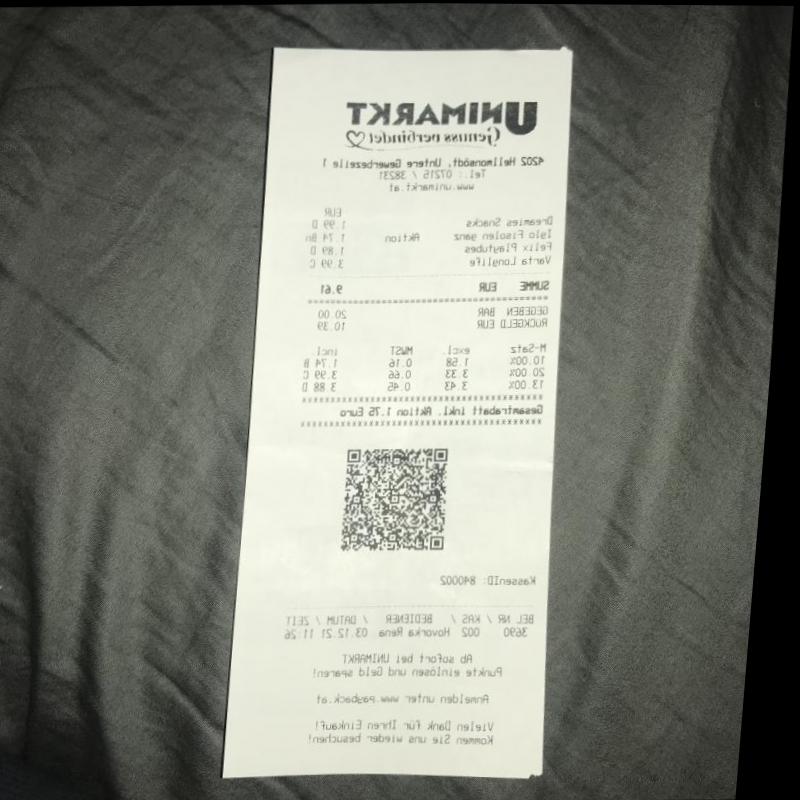 UNIMARKT
Genuss verbindet
4202 Hellmonsödt, Untere Gewerbezeile 1
Tel.: 07215 / 38231
www.unimarkt.at
EUR
Dreamies Snacks 1.99 D
Iglo Fisolen ganz Aktion 1.74 Bn
Felix Playtubes 1.89 D
Varta Longlife 3.99 C
SUMME EUR 9.61
GEGEBEN BAR 20.00
RÜCKGELD EUR 10.39
M-Satz excl. MWST incl.
10.00% 1.58 0.16 1.74 B
20.00% 3.33 0.66 3.99 C
13.00% 3.43 0.45 3.88 D
Gesamtrabatt inkl. Aktion 1.75 Euro
KassenID: 840002
BEL NR / KAS / BEDIENER / DATUM / ZEIT
3690 002 Hovorka Rena 03.12.21 11:26
Ab sofort bei UNIMARKT
Punkte einlösen und Geld sparen!
Anmelden unter www.payback.at
Vielen Dank für Ihren Einkauf!
Kommen Sie uns wieder besuchen!